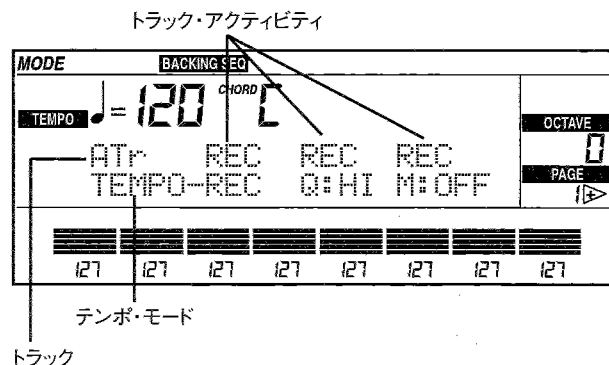 トラック・アクティビティ
MODE BACKING SEQ
TEMPO ♩=120 CHORD C
OCTAVE
0
ATr REC REC REC
PAGE
TEMPO-REC Q:HI M:OFF
1+
127 127 127 127 127 127 127 127
テンポ・モード
トラック